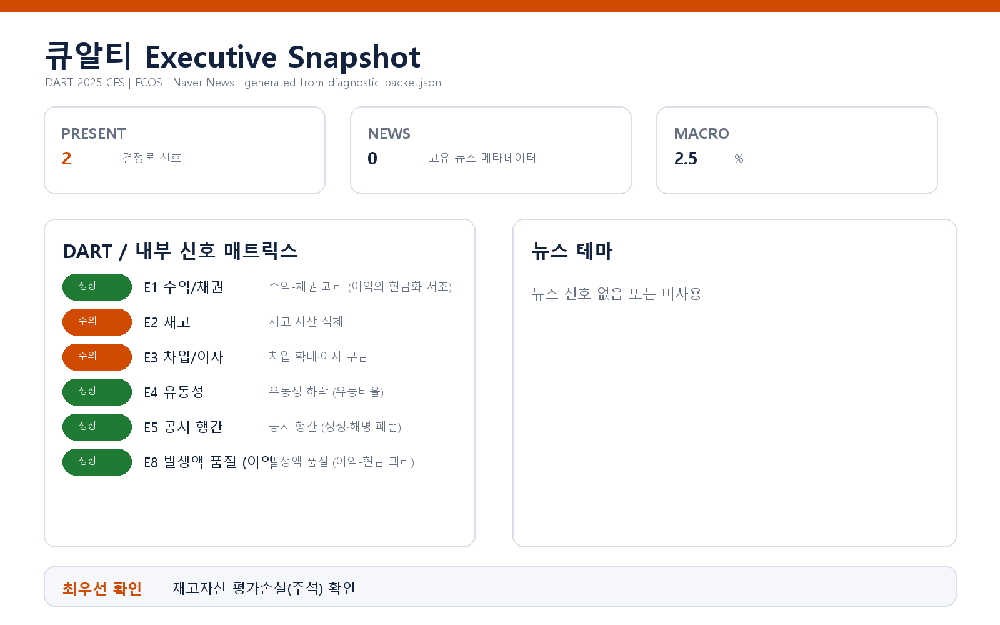 큐알티 Executive Snapshot
DART 2025 CFS | ECOS | Naver News | generated from diagnostic-packet.json
PRESENT
2 결정론 신호
NEWS
0 고유 뉴스 메타데이터
MACRO
2.5 %
DART / 내부 신호 매트릭스
정상 E1 수익/채권 수익-채권 괴리 (이익의 현금화 저조)
주의 E2 재고 재고 자산 적체
주의 E3 차입/이자 차입 확대·이자 부담
정상 E4 유동성 유동성 하락 (유동비율)
정상 E5 공시 행간 공시 행간 (정정·해명 패턴)
정상 E8 발생액 품질 (이익 발생액 품질 (이익-현금 괴리)
뉴스 테마
뉴스 신호 없음 또는 미사용
최우선 확인 재고자산 평가손실(주석) 확인